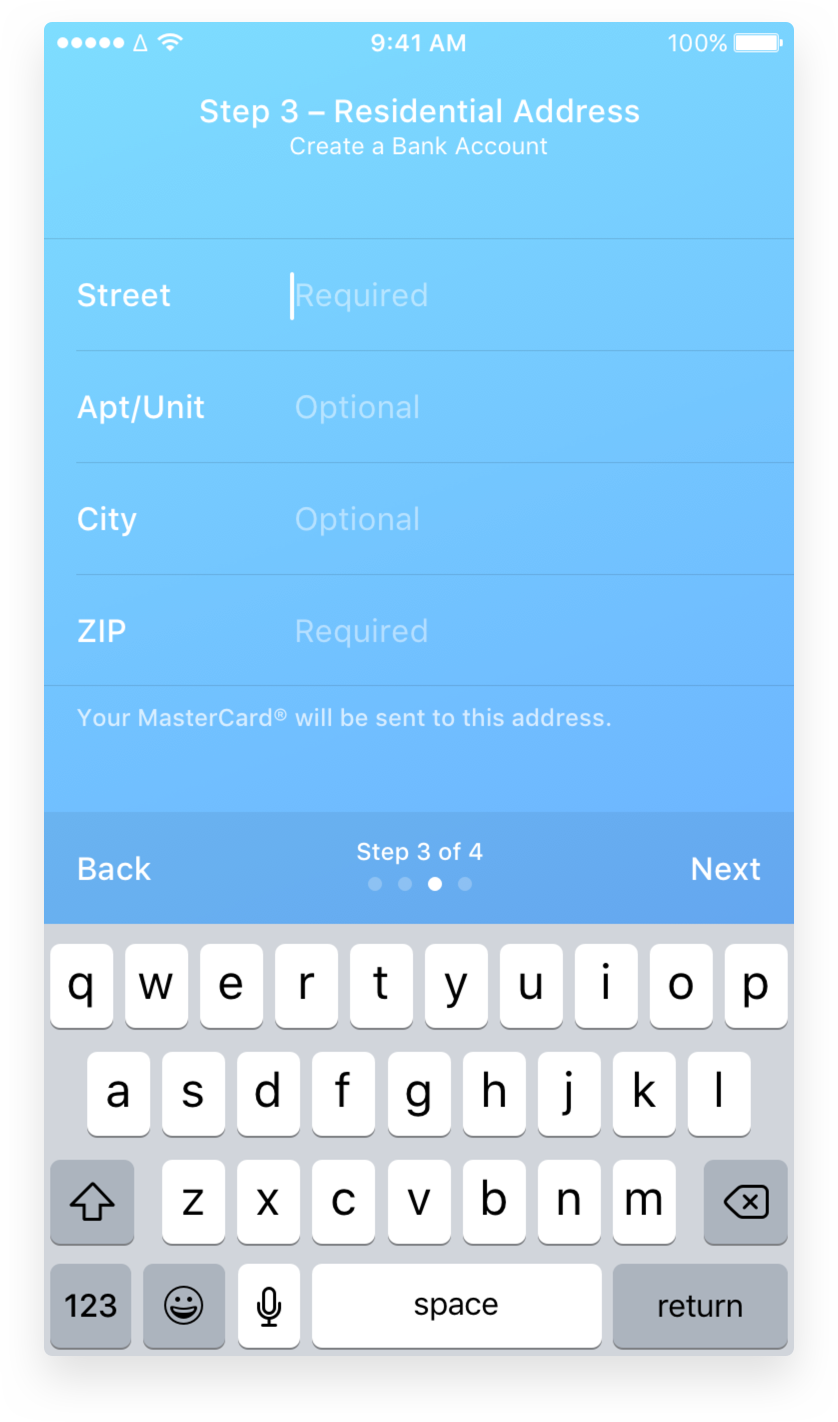 9:41 AM 100%
Step 3 – Residential Address
Create a Bank Account
Street Required
Apt/Unit Optional
City Optional
ZIP Required
Your MasterCard® will be sent to this address.
Step 3 of 4
Back Next
q w e r t y u i o p
a s d f g h j k l
z x c v b n m
123 space return